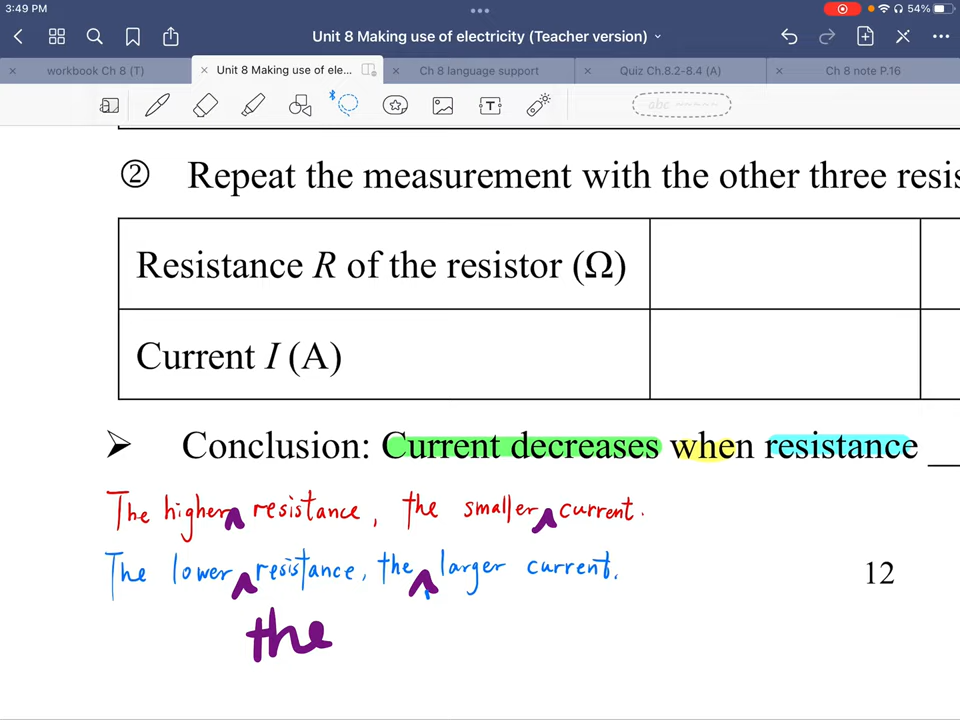 3:49 PM
54%
Unit 8 Making use of electricity (Teacher version)
workbook Ch 8 (T)
Unit 8 Making use of ele...
Ch 8 language support
Quiz Ch.8.2-8.4 (A)
Ch 8 note P.16
T
abc
② Repeat the measurement with the other three
Resistance R of the resistor (Ω)
Current I (A)
➢ Conclusion: Current decreases when resistance
The higher ^ resistance, the smaller ^ current.
The lower ^ resistance, the ^ larger current.
12
the